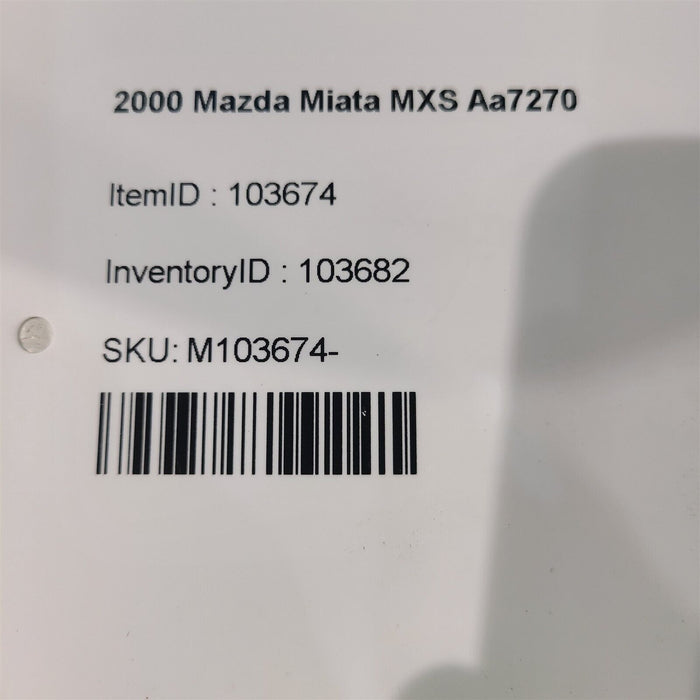 2000 Mazda Miata MXS Aa7270
ItemID : 103674
InventoryID : 103682
SKU: M103674-